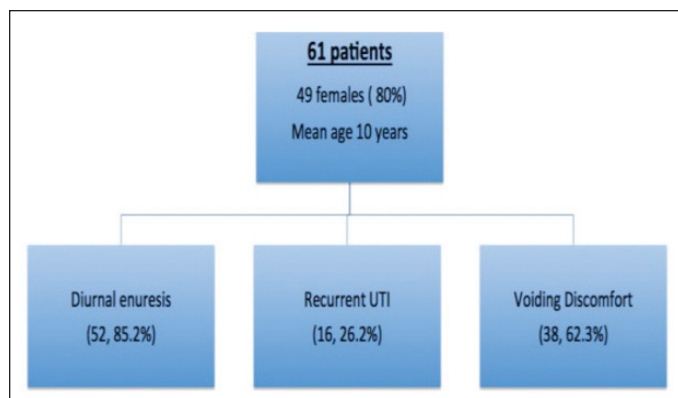 61 patients
49 females ( 80%)
Mean age 10 years
Diurnal enuresis
(52, 85.2%)
Recurrent UTI
(16, 26.2%)
Voiding Discomfort
(38, 62.3%)